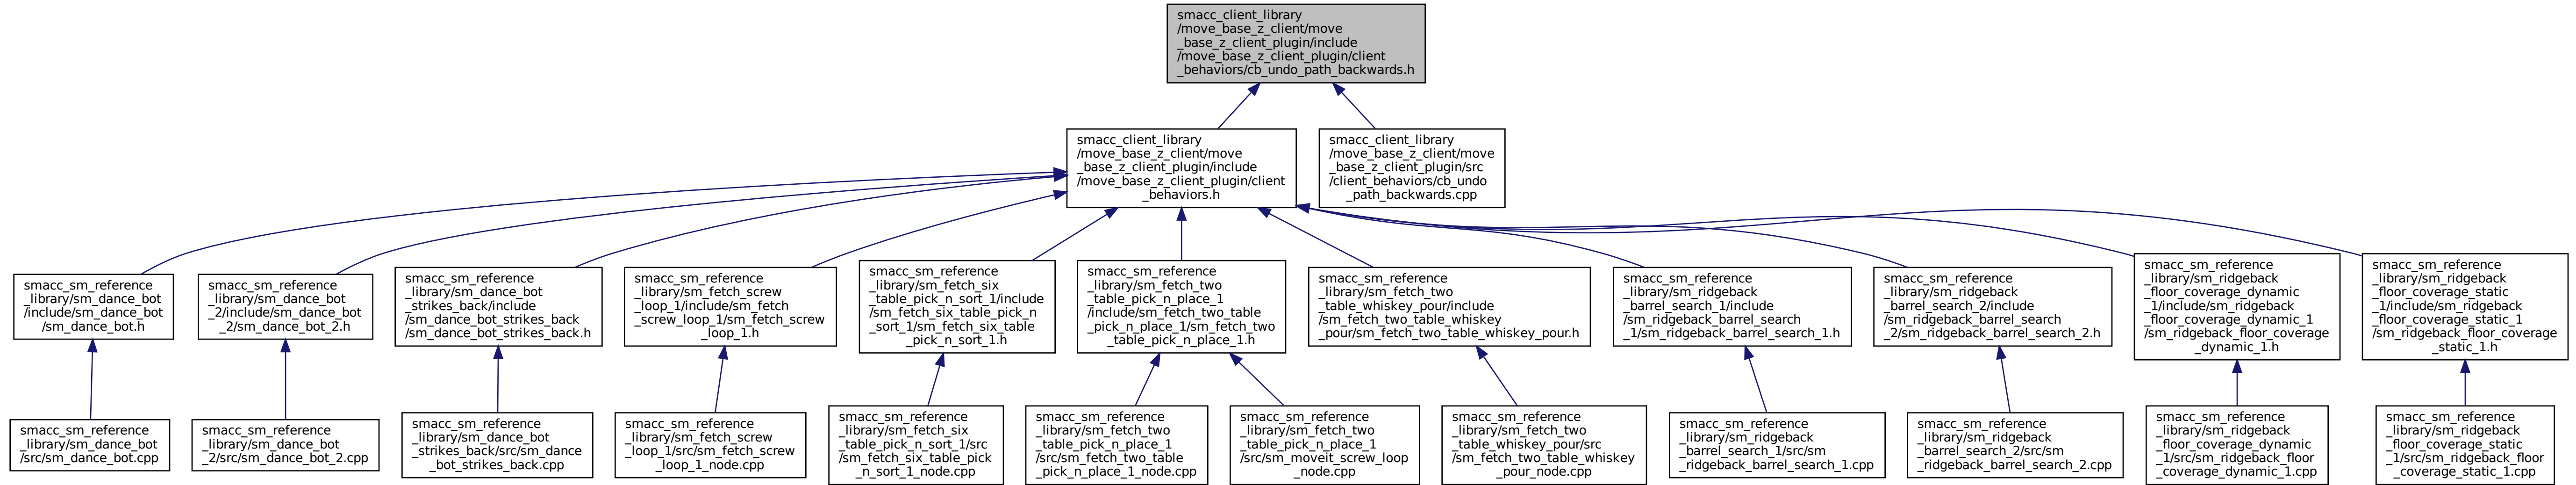 smacc_client_library
/move_base_z_client/move
_base_z_client_plugin/include
/move_base_z_client_plugin/client
_behaviors/cb_undo_path_backwards.h
smacc_client_library
/move_base_z_client/move
_base_z_client_plugin/include
/move_base_z_client_plugin/client
_behaviors.h
smacc_client_library
/move_base_z_client/move
_base_z_client_plugin/src
/client_behaviors/cb_undo
_path_backwards.cpp
smacc_sm_reference
_library/sm_dance_bot
/include/sm_dance_bot
/sm_dance_bot.h
smacc_sm_reference
_library/sm_dance_bot
_2/include/sm_dance_bot
_2/sm_dance_bot_2.h
smacc_sm_reference
_library/sm_dance_bot
_strikes_back/include
/sm_dance_bot_strikes_back
/sm_dance_bot_strikes_back.h
smacc_sm_reference
_library/sm_fetch_screw
_loop_1/include/sm_fetch
_screw_loop_1/sm_fetch_screw
_loop_1.h
smacc_sm_reference
_library/sm_fetch_six
_table_pick_n_sort_1/include
/sm_fetch_six_table_pick_n
_sort_1/sm_fetch_six_table
_pick_n_sort_1.h
smacc_sm_reference
_library/sm_fetch_two
_table_pick_n_place_1
/include/sm_fetch_two_table
_pick_n_place_1/sm_fetch_two
_table_pick_n_place_1.h
smacc_sm_reference
_library/sm_fetch_two
_table_whiskey_pour/include
/sm_fetch_two_table_whiskey
_pour/sm_fetch_two_table_whiskey_pour.h
smacc_sm_reference
_library/sm_ridgeback
_barrel_search_1/include
/sm_ridgeback_barrel_search
_1/sm_ridgeback_barrel_search_1.h
smacc_sm_reference
_library/sm_ridgeback
_barrel_search_2/include
/sm_ridgeback_barrel_search
_2/sm_ridgeback_barrel_search_2.h
smacc_sm_reference
_library/sm_ridgeback
_floor_coverage_dynamic
_1/include/sm_ridgeback
_floor_coverage_dynamic_1
/sm_ridgeback_floor_coverage
_dynamic_1.h
smacc_sm_reference
_library/sm_ridgeback
_floor_coverage_static
_1/include/sm_ridgeback
_floor_coverage_static_1
/sm_ridgeback_floor_coverage
_static_1.h
smacc_sm_reference
_library/sm_dance_bot
/src/sm_dance_bot.cpp
smacc_sm_reference
_library/sm_dance_bot
_2/src/sm_dance_bot_2.cpp
smacc_sm_reference
_library/sm_dance_bot
_strikes_back/src/sm_dance
_bot_strikes_back.cpp
smacc_sm_reference
_library/sm_fetch_screw
_loop_1/src/sm_fetch_screw
_loop_1_node.cpp
smacc_sm_reference
_library/sm_fetch_six
_table_pick_n_sort_1/src
/sm_fetch_six_table_pick
_n_sort_1_node.cpp
smacc_sm_reference
_library/sm_fetch_two
_table_pick_n_place_1
/src/sm_fetch_two_table
_pick_n_place_1_node.cpp
smacc_sm_reference
_library/sm_fetch_two
_table_pick_n_place_1
/src/sm_moveit_screw_loop
_node.cpp
smacc_sm_reference
_library/sm_fetch_two
_table_whiskey_pour/src
/sm_fetch_two_table_whiskey
_pour_node.cpp
smacc_sm_reference
_library/sm_ridgeback
_barrel_search_1/src/sm
_ridgeback_barrel_search_1.cpp
smacc_sm_reference
_library/sm_ridgeback
_barrel_search_2/src/sm
_ridgeback_barrel_search_2.cpp
smacc_sm_reference
_library/sm_ridgeback
_floor_coverage_dynamic
_1/src/sm_ridgeback_floor
_coverage_dynamic_1.cpp
smacc_sm_reference
_library/sm_ridgeback
_floor_coverage_static
_1/src/sm_ridgeback_floor
_coverage_static_1.cpp